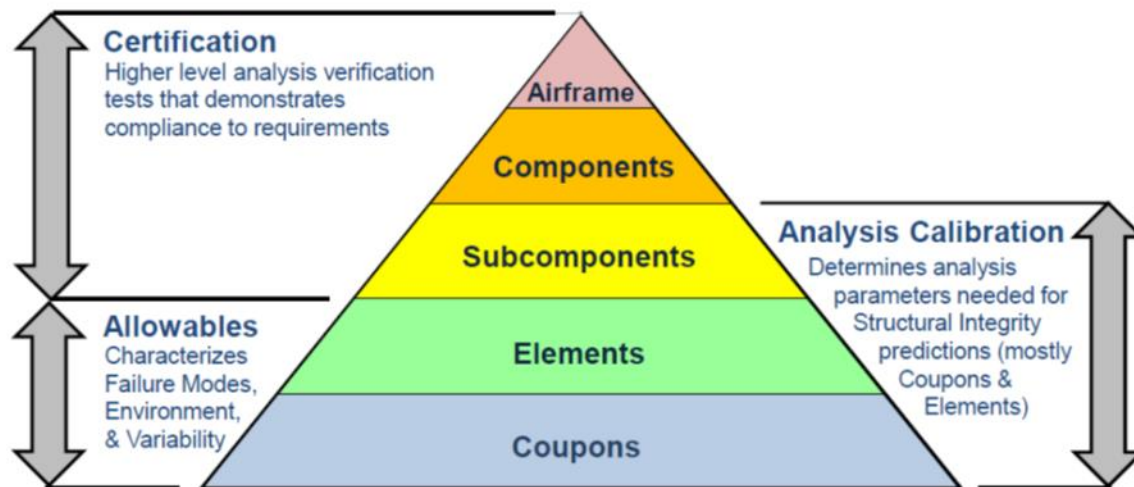 Certification
Higher level analysis verification
tests that demonstrates
compliance to requirements
Airframe
Components
Subcomponents
Analysis Calibration
Determines analysis
parameters needed for
Structural Integrity
predictions (mostly
Coupons &
Elements)
Allowables
Characterizes
Failure Modes,
Environment,
& Variability
Elements
Coupons